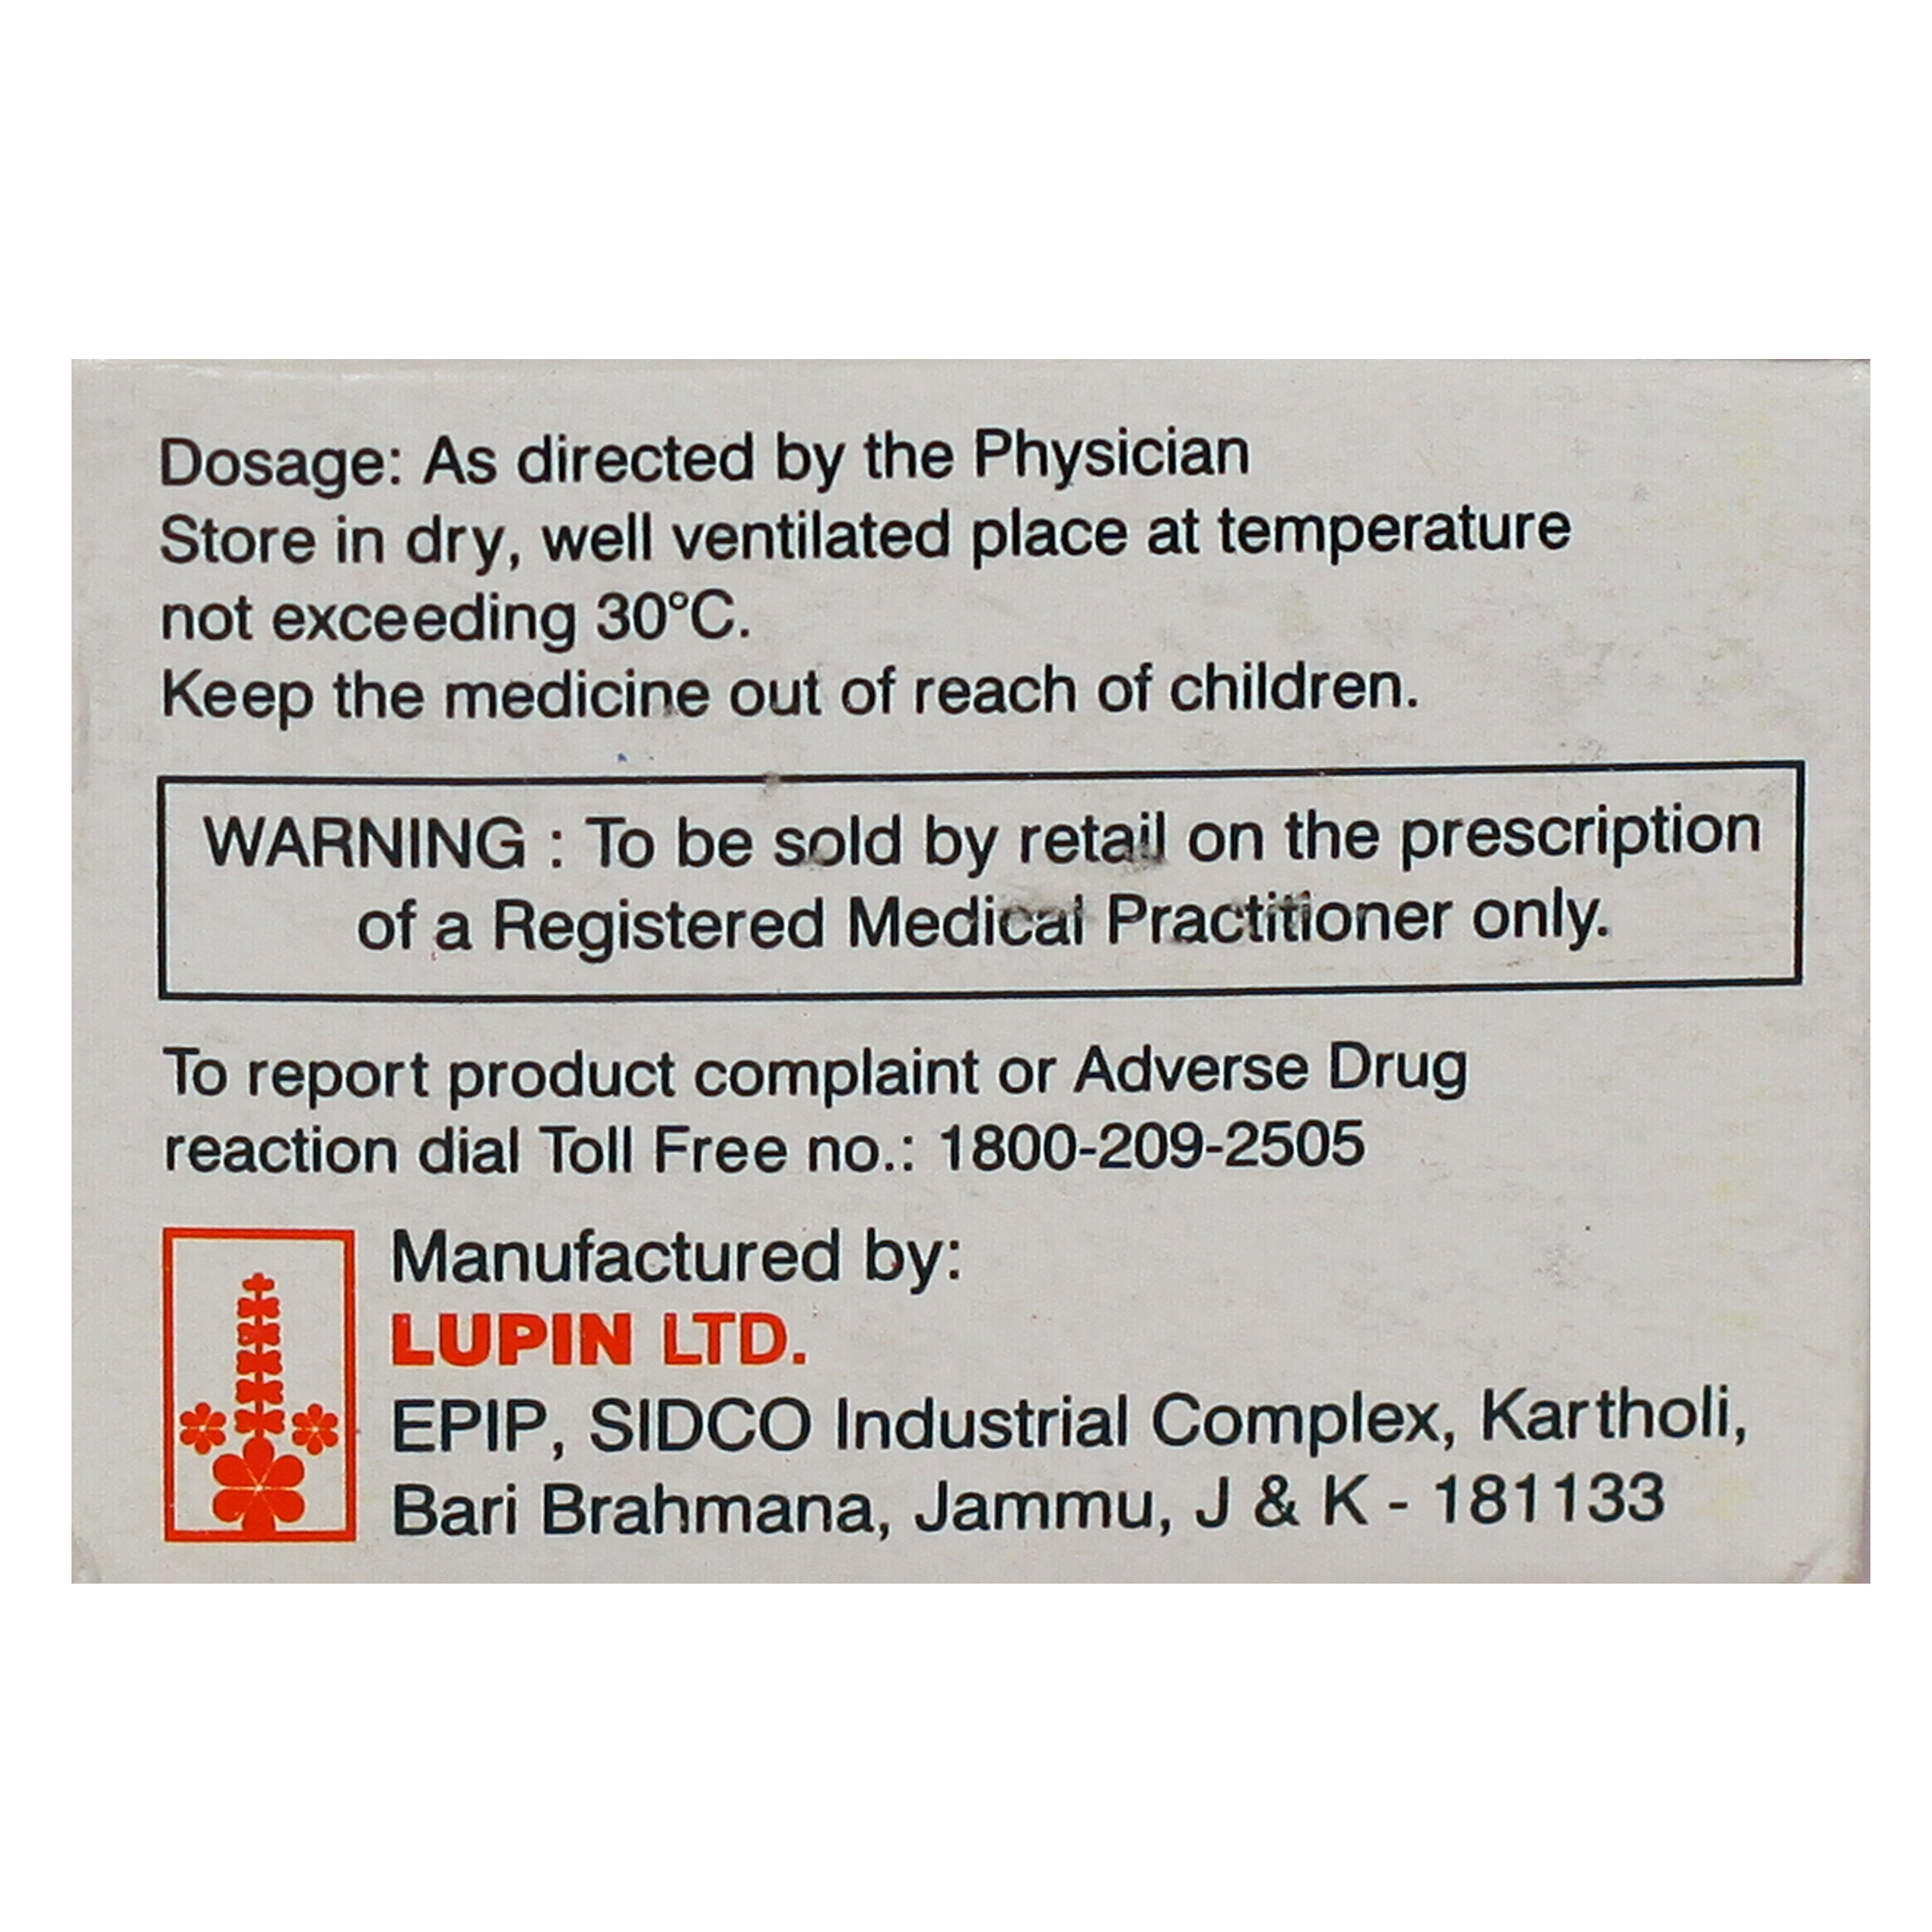 Dosage: As directed by the Physician
Store in dry, well ventilated place at temperature
not exceeding 30°C.
Keep the medicine out of reach of children.
WARNING : To be sold by retail on the prescription
of a Registered Medical Practitioner only.
To report product complaint or Adverse Drug
reaction dial Toll Free no.: 1800-209-2505
Manufactured by:
LUPIN LTD.
EPIP, SIDCO Industrial Complex, Kartholi,
Bari Brahmana, Jammu, J & K - 181133